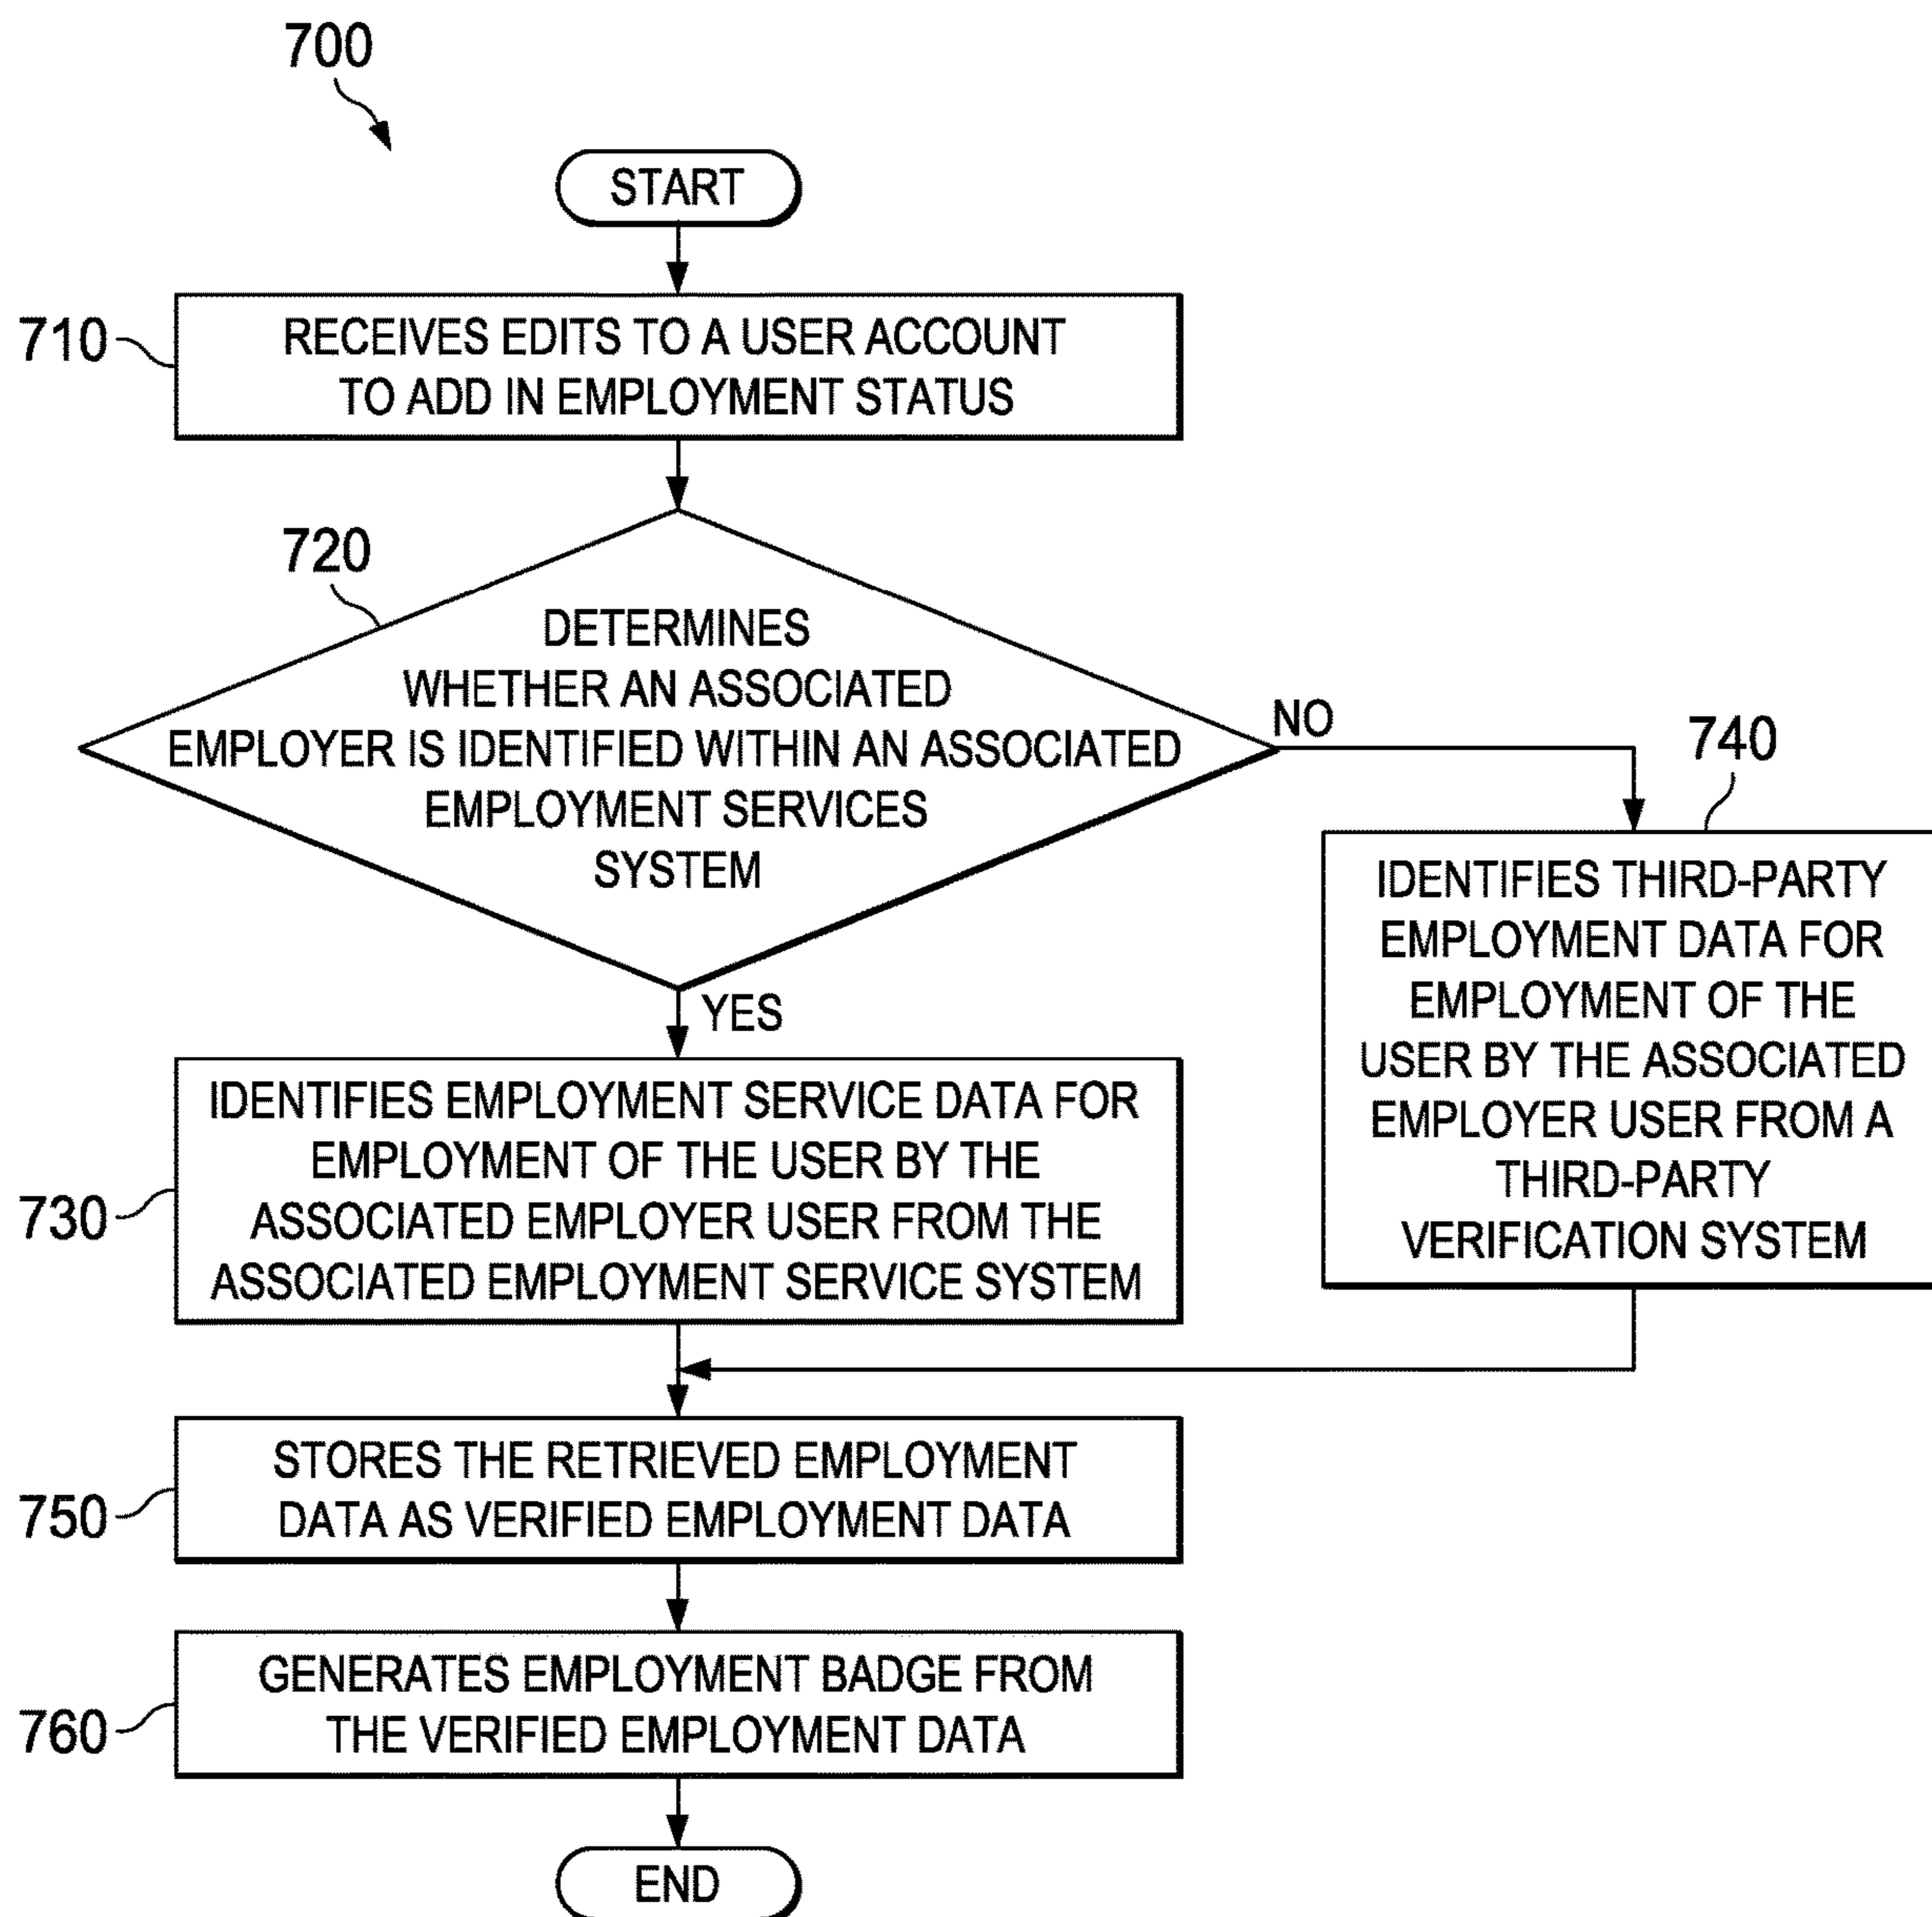 700
START
710
RECEIVES EDITS TO A USER ACCOUNT
TO ADD IN EMPLOYMENT STATUS
720
DETERMINES
WHETHER AN ASSOCIATED
EMPLOYER IS IDENTIFIED WITHIN AN ASSOCIATED
EMPLOYMENT SERVICES
SYSTEM
NO
YES
740
IDENTIFIES THIRD-PARTY
EMPLOYMENT DATA FOR
EMPLOYMENT OF THE
USER BY THE ASSOCIATED
EMPLOYER USER FROM A
THIRD-PARTY
VERIFICATION SYSTEM
730
IDENTIFIES EMPLOYMENT SERVICE DATA FOR
EMPLOYMENT OF THE USER BY THE
ASSOCIATED EMPLOYER USER FROM THE
ASSOCIATED EMPLOYMENT SERVICE SYSTEM
750
STORES THE RETRIEVED EMPLOYMENT
DATA AS VERIFIED EMPLOYMENT DATA
760
GENERATES EMPLOYMENT BADGE FROM
THE VERIFIED EMPLOYMENT DATA
END